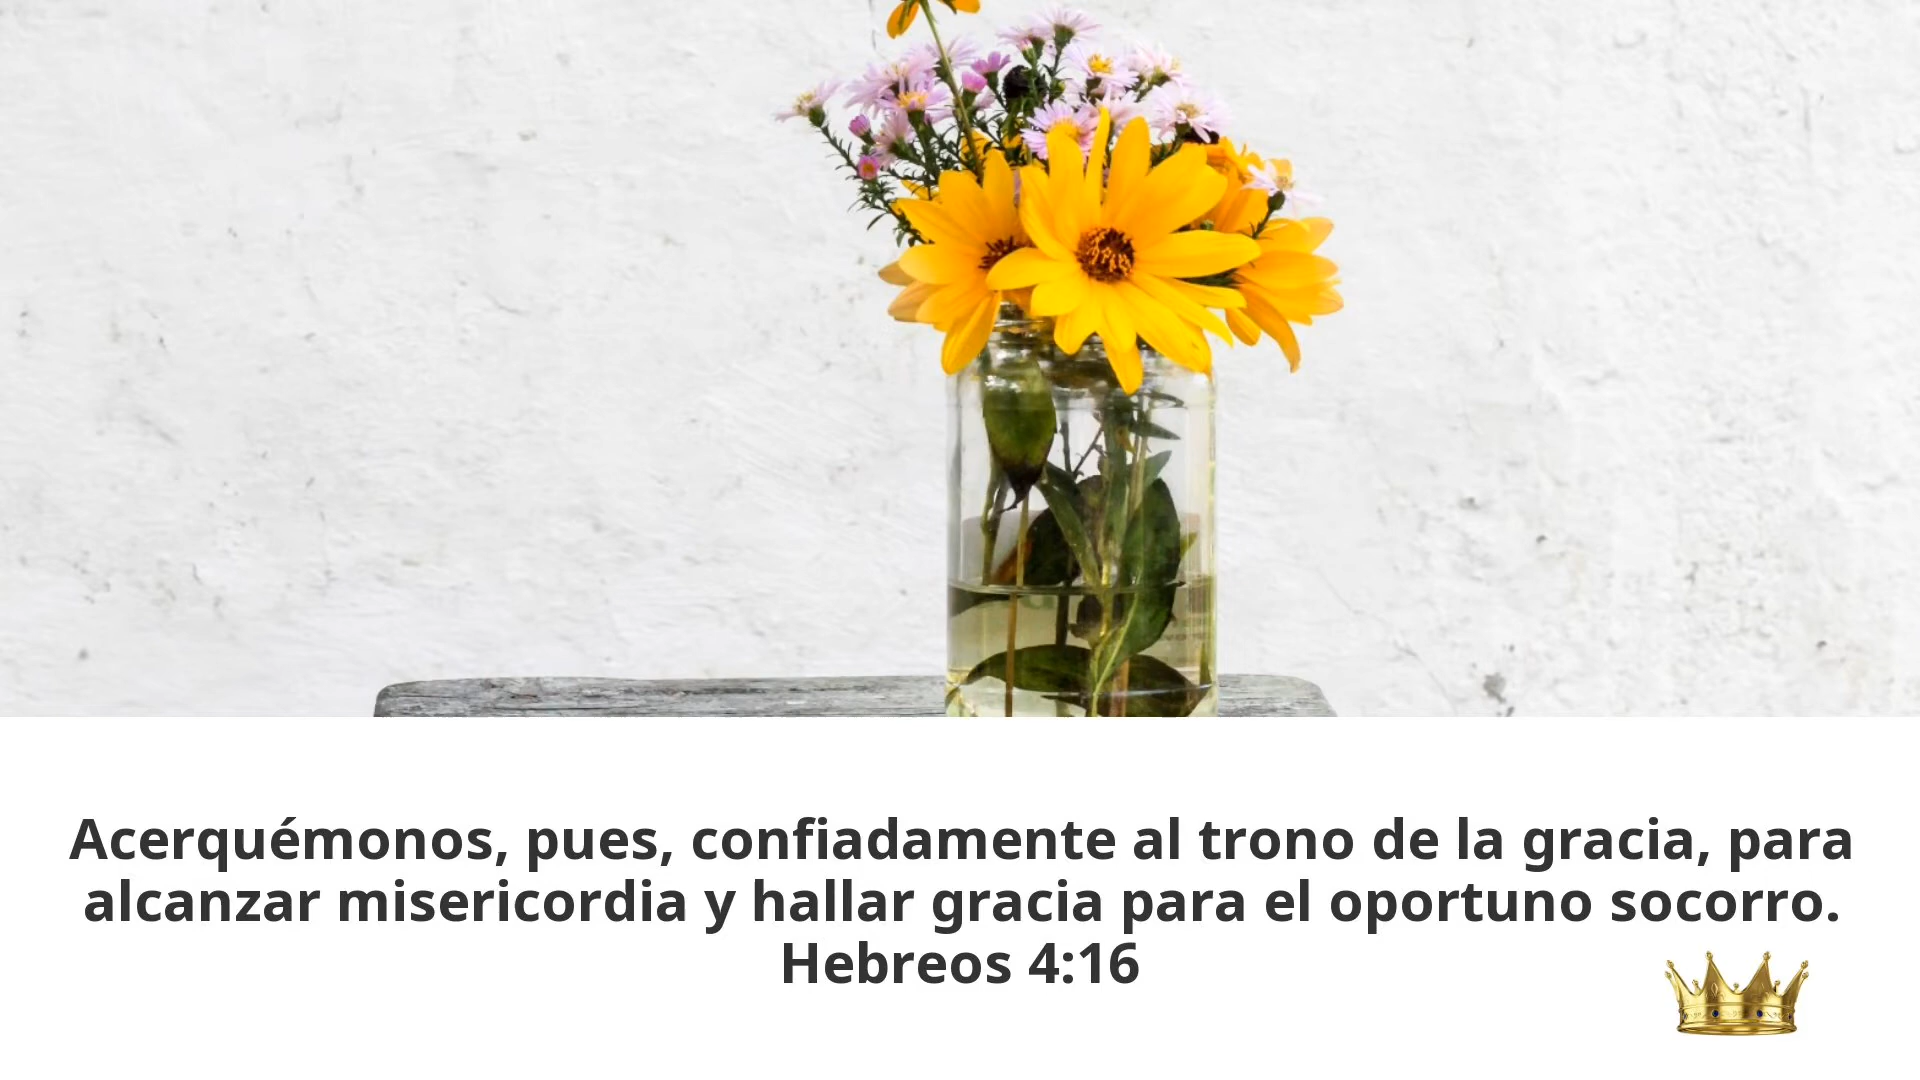 Acerquémonos, pues, confiadamente al trono de la gracia, para
alcanzar misericordia y hallar gracia para el oportuno socorro.
Hebreos 4:16